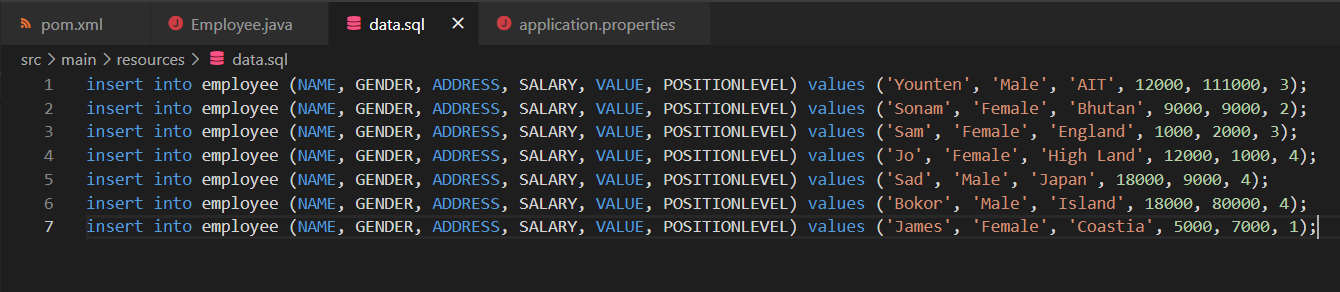 pom.xml Employee.java data.sql application.properties
src > main > resources > data.sql
1 insert into employee (NAME, GENDER, ADDRESS, SALARY, VALUE, POSITIONLEVEL) values ('Younten', 'Male', 'AIT', 12000, 111000, 3);
2 insert into employee (NAME, GENDER, ADDRESS, SALARY, VALUE, POSITIONLEVEL) values ('Sonam', 'Female', 'Bhutan', 9000, 9000, 2);
3 insert into employee (NAME, GENDER, ADDRESS, SALARY, VALUE, POSITIONLEVEL) values ('Sam', 'Female', 'England', 1000, 2000, 3);
4 insert into employee (NAME, GENDER, ADDRESS, SALARY, VALUE, POSITIONLEVEL) values ('Jo', 'Female', 'High Land', 12000, 1000, 4);
5 insert into employee (NAME, GENDER, ADDRESS, SALARY, VALUE, POSITIONLEVEL) values ('Sad', 'Male', 'Japan', 18000, 9000, 4);
6 insert into employee (NAME, GENDER, ADDRESS, SALARY, VALUE, POSITIONLEVEL) values ('Bokor', 'Male', 'Island', 18000, 80000, 4);
7 insert into employee (NAME, GENDER, ADDRESS, SALARY, VALUE, POSITIONLEVEL) values ('James', 'Female', 'Coastia', 5000, 7000, 1);